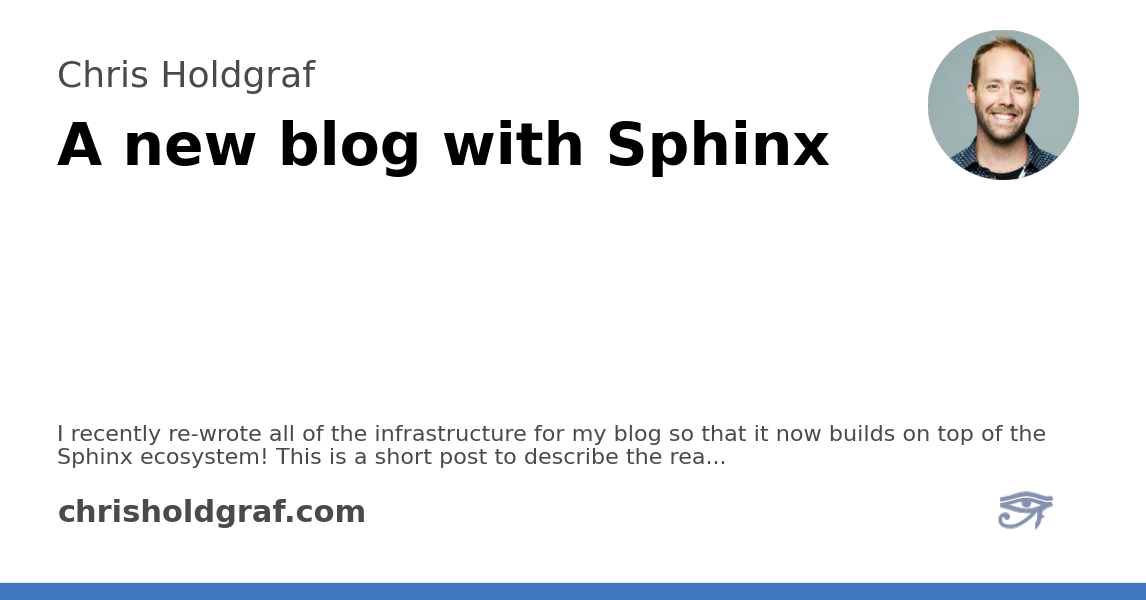 Chris Holdgraf
A new blog with Sphinx
I recently re-wrote all of the infrastructure for my blog so that it now builds on top of the
Sphinx ecosystem! This is a short post to describe the rea...
chrisholdgraf.com